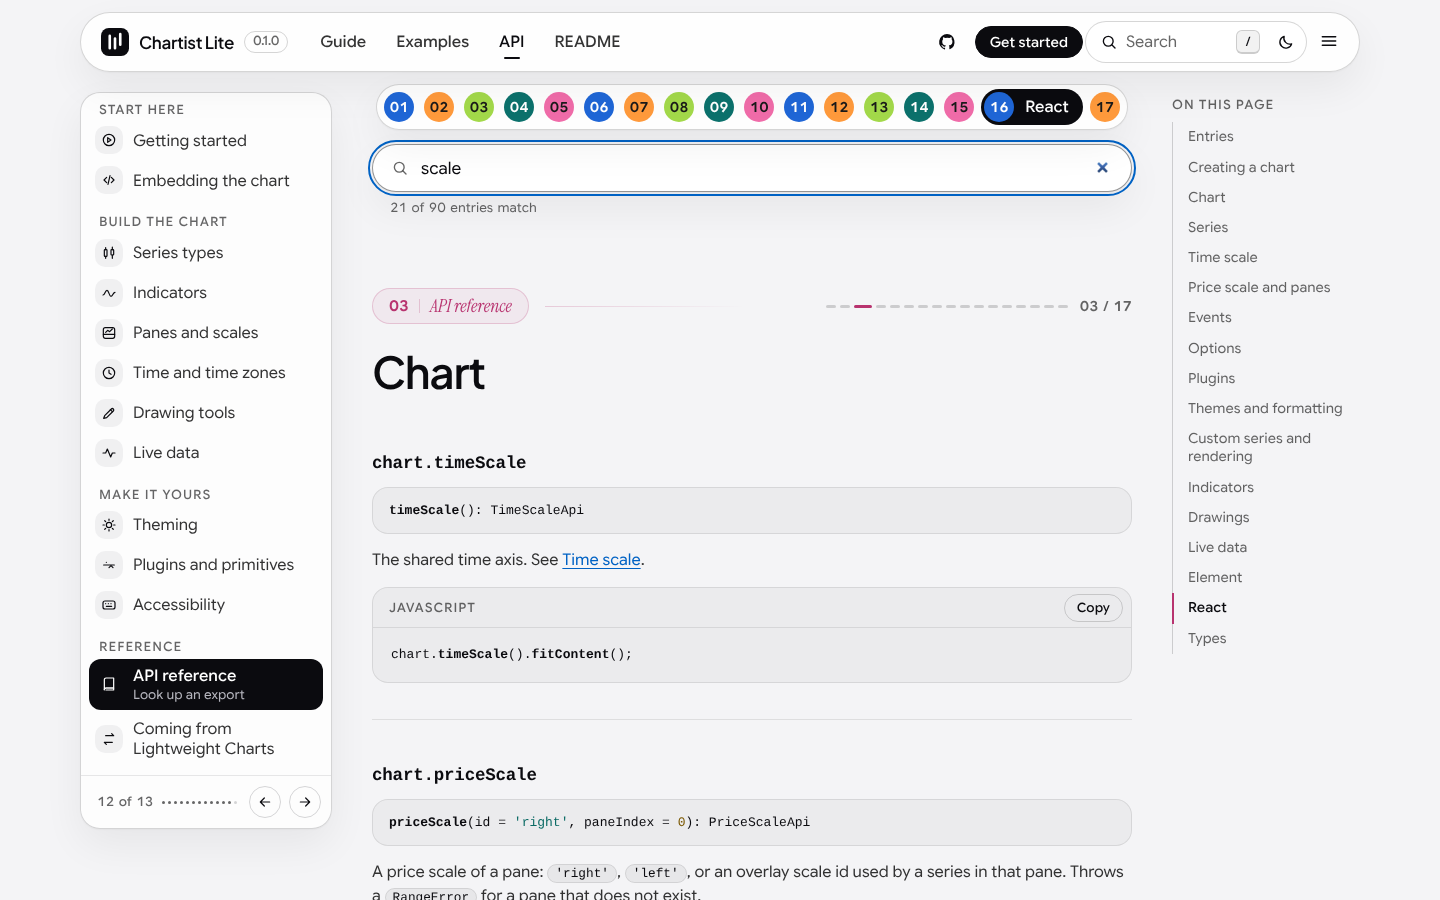 Chartist Lite 0.1.0 Guide Examples API README Get started Search /
START HERE
Getting started
Embedding the chart
BUILD THE CHART
Series types
Indicators
Panes and scales
Time and time zones
Drawing tools
Live data
MAKE IT YOURS
Theming
Plugins and primitives
Accessibility
REFERENCE
API reference
Look up an export
Coming from
Lightweight Charts
12 of 13
01 02 03 04 05 06 07 08 09 10 11 12 13 14 15 16 React 17
scale
21 of 90 entries match
03 API reference 03 / 17
Chart
chart.timeScale
timeScale(): TimeScaleApi
The shared time axis. See Time scale.
JAVASCRIPT Copy
chart.timeScale().fitContent();
chart.priceScale
priceScale(id = 'right', paneIndex = 0): PriceScaleApi
A price scale of a pane: 'right', 'left', or an overlay scale id used by a series in that pane. Throws
a RangeError for a pane that does not exist.
ON THIS PAGE
Entries
Creating a chart
Chart
Series
Time scale
Price scale and panes
Events
Options
Plugins
Themes and formatting
Custom series and
rendering
Indicators
Drawings
Live data
Element
React
Types